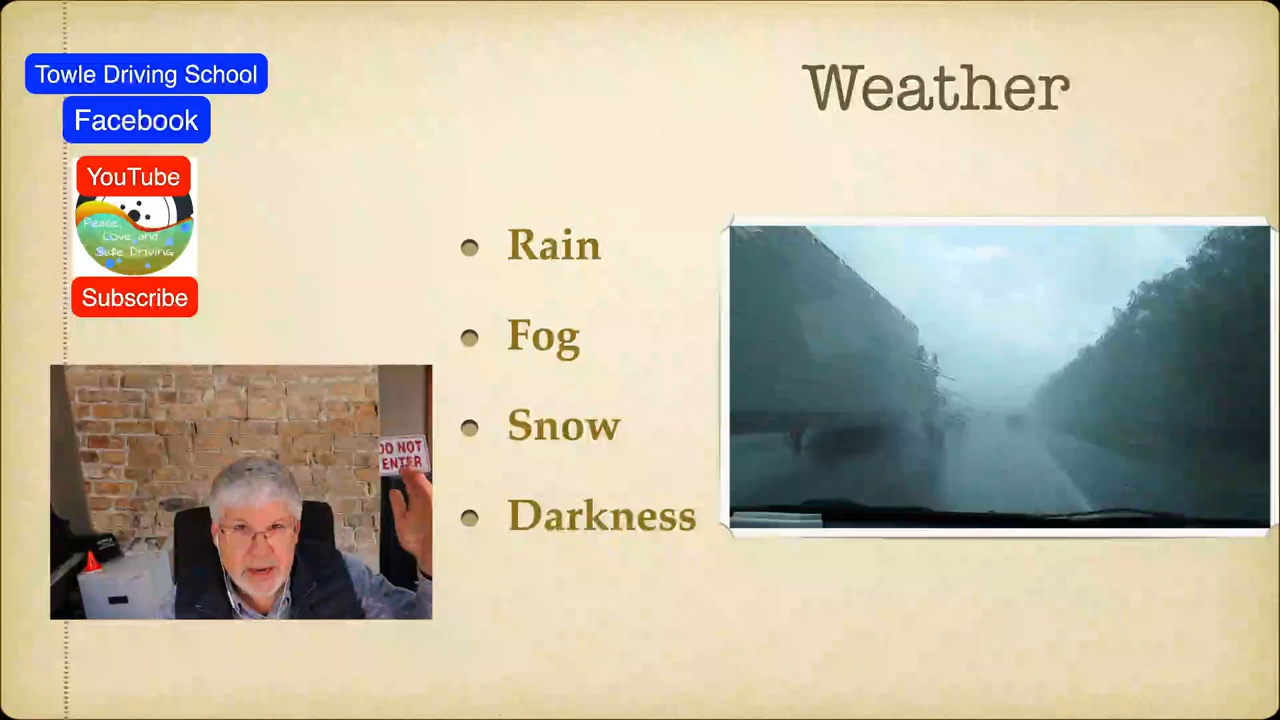 Towle Driving School
Facebook
YouTube
Peace,
Love, and
Safe Driving
Subscribe
Weather
Rain
Fog
Snow
Darkness
DO NOT
ENTER